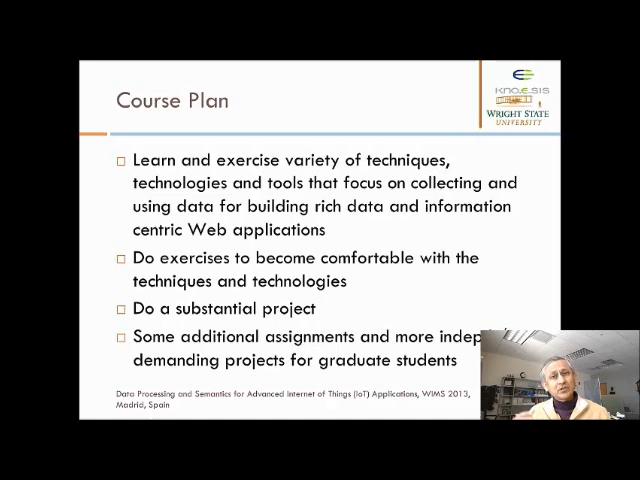 Course Plan
KNO.E.SIS
WRIGHT STATE
UNIVERSITY
Learn and exercise variety of techniques,
technologies and tools that focus on collecting and
using data for building rich data and information
centric Web applications
Do exercises to become comfortable with the
techniques and technologies
Do a substantial project
Some additional assignments and more indep
demanding projects for graduate students
Data Processing and Semantics for Advanced Internet of Things (IoT) Applications, WIMS 2013,
Madrid, Spain